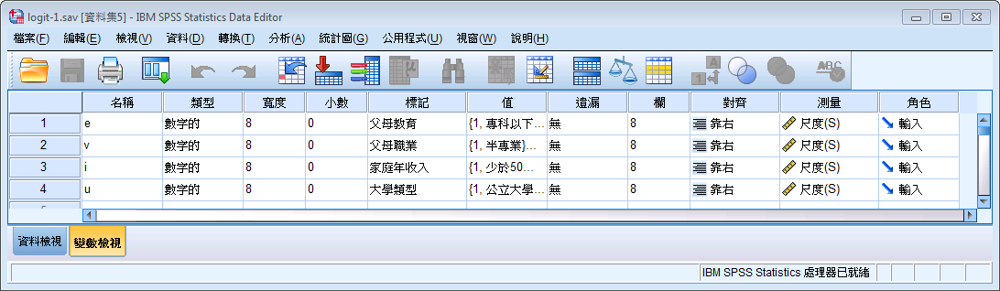 logit-1.sav [資料集5] - IBM SPSS Statistics Data Editor
檔案(F) 編輯(E) 檢視(V) 資料(D) 轉換(T) 分析(A) 統計圖(G) 公用程式(U) 視窗(W) 說明(H)
名稱 類型 寬度 小數 標記 值 遺漏 欄 對齊 測量 角色
1 e 數字的 8 0 父母教育 {1, 專科以下... 無 8 靠右 尺度(S) 輸入
2 v 數字的 8 0 父母職業 {1, 半專業}... 無 8 靠右 尺度(S) 輸入
3 i 數字的 8 0 家庭年收入 {1, 少於50... 無 8 靠右 尺度(S) 輸入
4 u 數字的 8 0 大學類型 {1, 公立大學... 無 8 靠右 尺度(S) 輸入
資料檢視 變數檢視
IBM SPSS Statistics 處理器已就緒